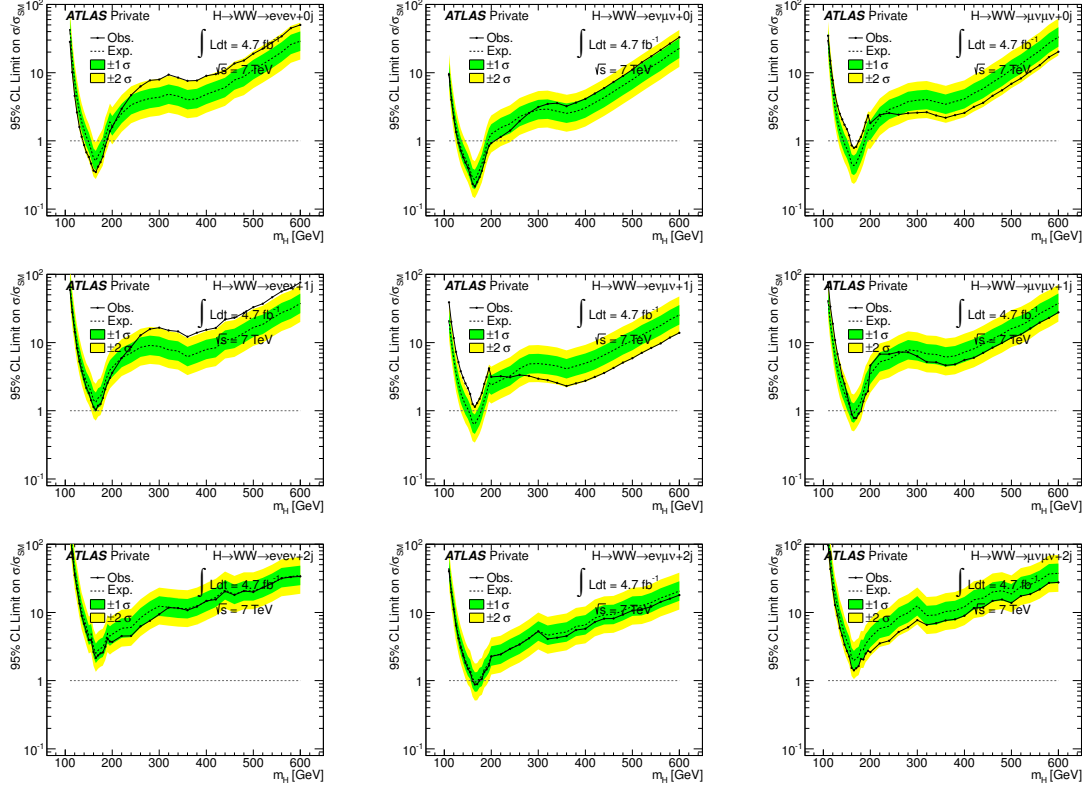 95% CL Limit on σ/σSM
ATLAS Private
H→WW→eνeν+0j
Obs.
Exp.
±1 σ
±2 σ
∫ Ldt = 4.7 fb-1
√s = 7 TeV
10²
10
1
10-1
100 200 300 400 500 600
mH [GeV]
95% CL Limit on σ/σSM
ATLAS Private
H→WW→eνμν+0j
Obs.
Exp.
±1 σ
±2 σ
∫ Ldt = 4.7 fb-1
√s = 7 TeV
10²
10
1
10-1
100 200 300 400 500 600
mH [GeV]
95% CL Limit on σ/σSM
ATLAS Private
H→WW→μνμν+0j
Obs.
Exp.
±1 σ
±2 σ
∫ Ldt = 4.7 fb-1
√s = 7 TeV
10²
10
1
10-1
100 200 300 400 500 600
mH [GeV]
95% CL Limit on σ/σSM
ATLAS Private
H→WW→eνeν+1j
Obs.
Exp.
±1 σ
±2 σ
∫ Ldt = 4.7 fb-1
√s = 7 TeV
10²
10
1
10-1
100 200 300 400 500 600
mH [GeV]
95% CL Limit on σ/σSM
ATLAS Private
H→WW→eνμν+1j
Obs.
Exp.
±1 σ
±2 σ
∫ Ldt = 4.7 fb-1
√s = 7 TeV
10²
10
1
10-1
100 200 300 400 500 600
mH [GeV]
95% CL Limit on σ/σSM
ATLAS Private
H→WW→μνμν+1j
Obs.
Exp.
±1 σ
±2 σ
∫ Ldt = 4.7 fb-1
√s = 7 TeV
10²
10
1
10-1
100 200 300 400 500 600
mH [GeV]
95% CL Limit on σ/σSM
ATLAS Private
H→WW→eνeν+2j
Obs.
Exp.
±1 σ
±2 σ
∫ Ldt = 4.7 fb-1
√s = 7 TeV
10²
10
1
10-1
100 200 300 400 500 600
mH [GeV]
95% CL Limit on σ/σSM
ATLAS Private
H→WW→eνμν+2j
Obs.
Exp.
±1 σ
±2 σ
∫ Ldt = 4.7 fb-1
√s = 7 TeV
10²
10
1
10-1
100 200 300 400 500 600
mH [GeV]
95% CL Limit on σ/σSM
ATLAS Private
H→WW→μνμν+2j
Obs.
Exp.
±1 σ
±2 σ
∫ Ldt = 4.7 fb-1
√s = 7 TeV
10²
10
1
10-1
100 200 300 400 500 600
mH [GeV]